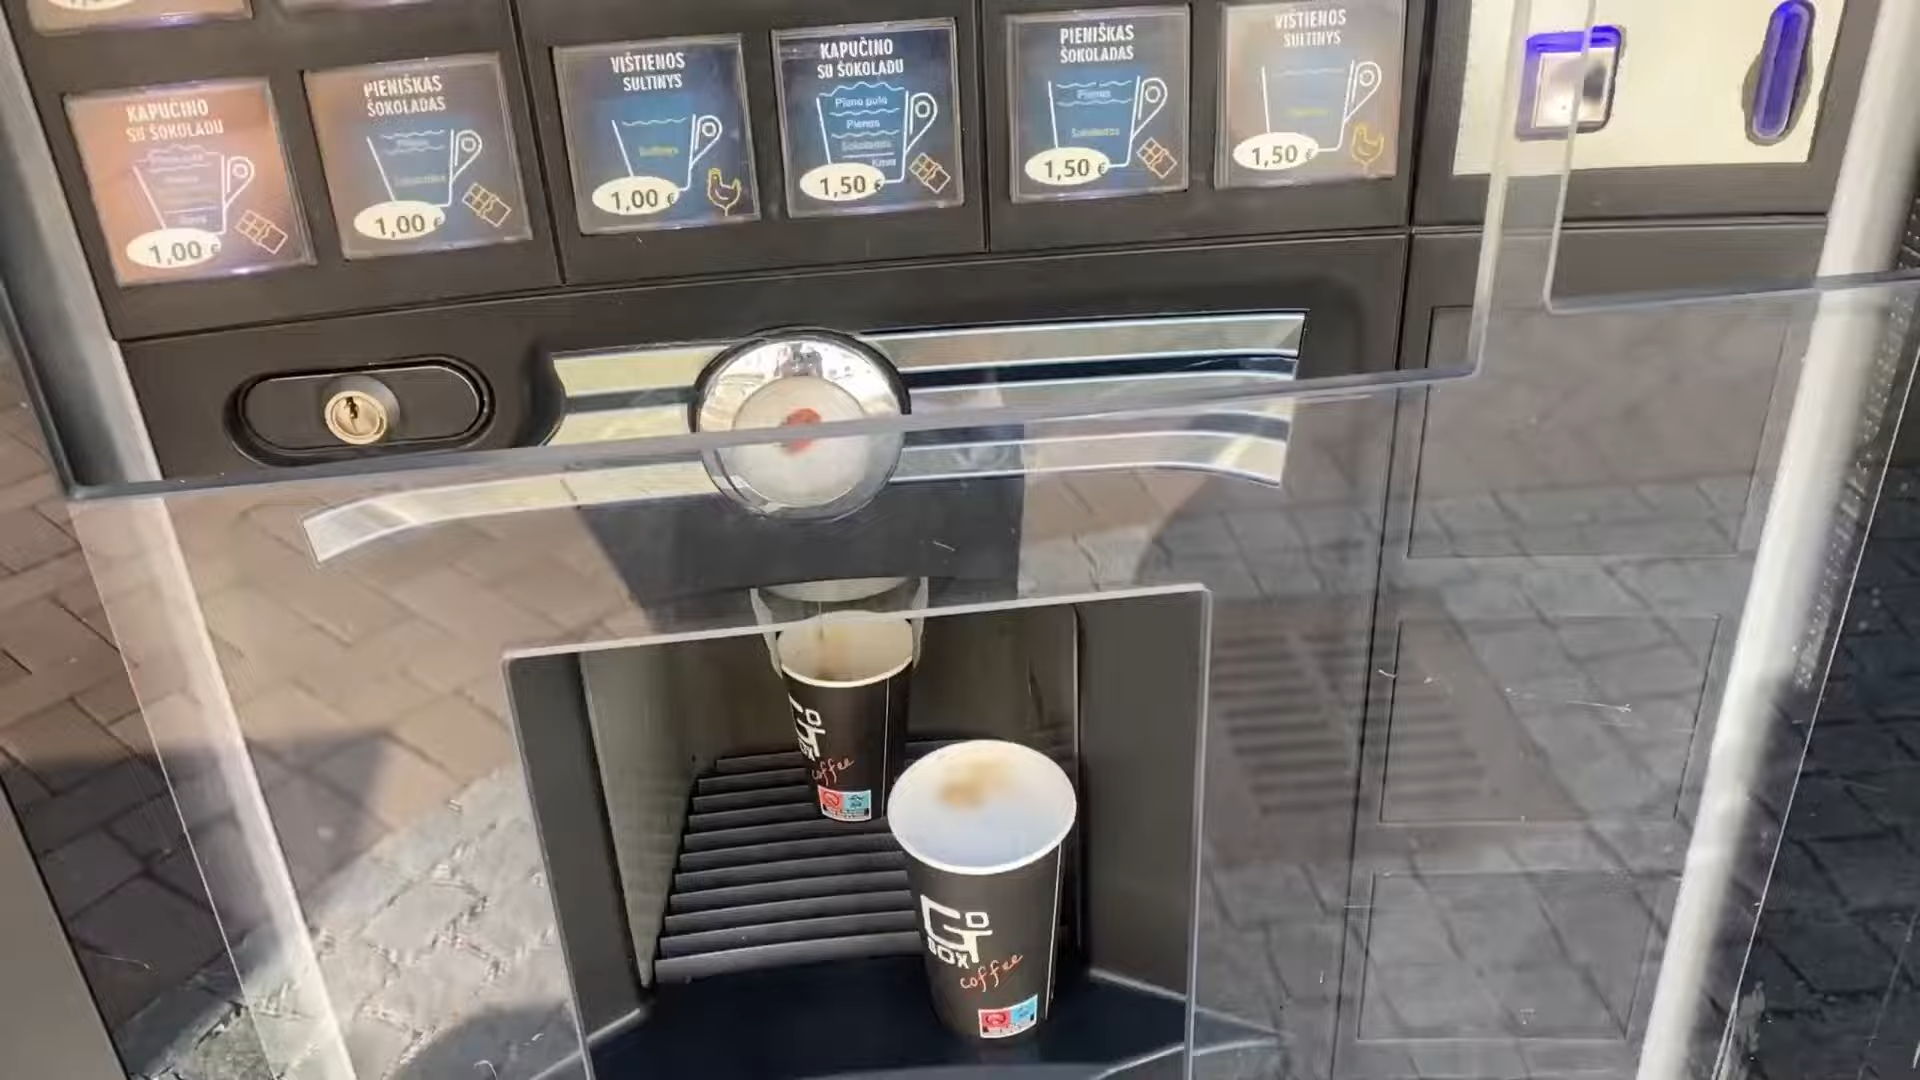 KAPUČINO
SU ŠOKOLADU
1,00 €
PIENIŠKAS
ŠOKOLADAS
1,00 €
VIŠTIENOS
SULTINYS
Sultinys
1,00 €
KAPUČINO
SU ŠOKOLADU
Pieno puta
Pienas
Šokoladas
Kava
1,50 €
PIENIŠKAS
ŠOKOLADAS
Pienas
Šokoladas
1,50 €
VIŠTIENOS
SULTINYS
1,50 €
GO
BOX
coffee
GO
BOX
coffee